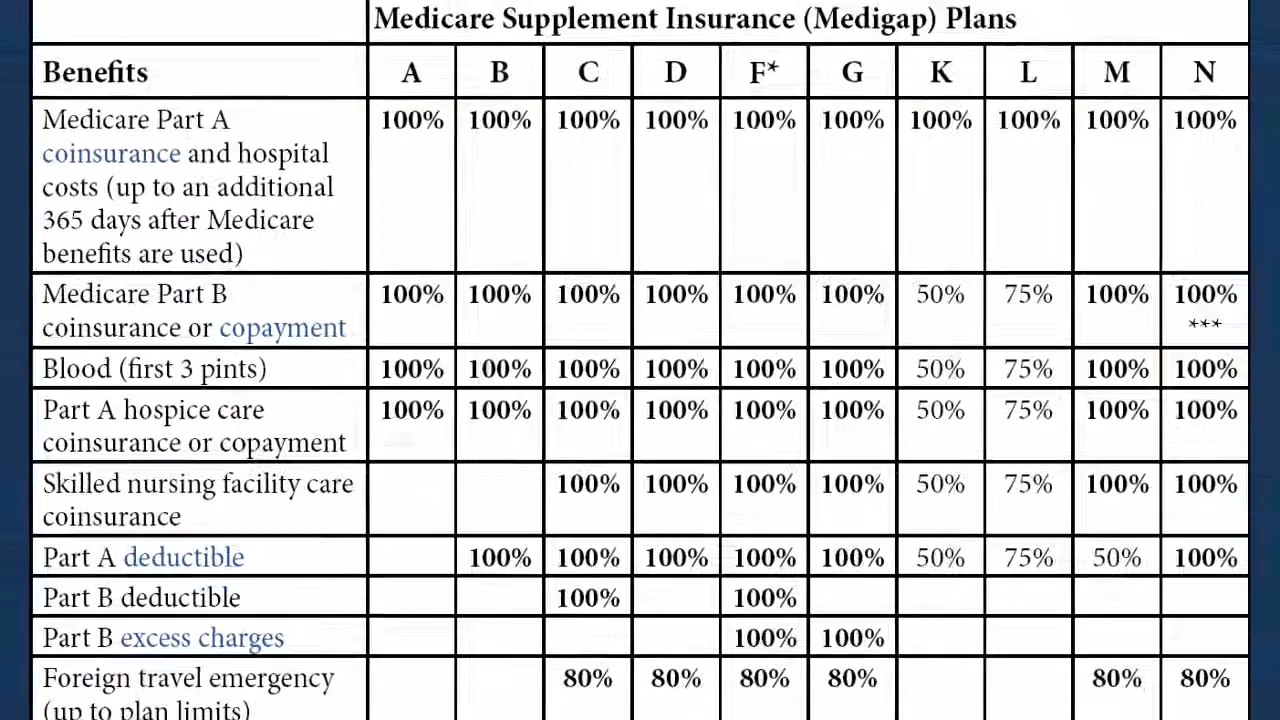 Medicare Supplement Insurance (Medigap) Plans
Benefits A B C D F* G K L M N
Medicare Part A 100% 100% 100% 100% 100% 100% 100% 100% 100% 100%
coinsurance and hospital
costs (up to an additional
365 days after Medicare
benefits are used)
Medicare Part B 100% 100% 100% 100% 100% 100% 50% 75% 100% 100%
coinsurance or copayment ***
Blood (first 3 pints) 100% 100% 100% 100% 100% 100% 50% 75% 100% 100%
Part A hospice care 100% 100% 100% 100% 100% 100% 50% 75% 100% 100%
coinsurance or copayment
Skilled nursing facility care 100% 100% 100% 100% 50% 75% 100% 100%
coinsurance
Part A deductible 100% 100% 100% 100% 100% 50% 75% 50% 100%
Part B deductible 100% 100%
Part B excess charges 100% 100%
Foreign travel emergency 80% 80% 80% 80% 80% 80%
(up to plan limits)